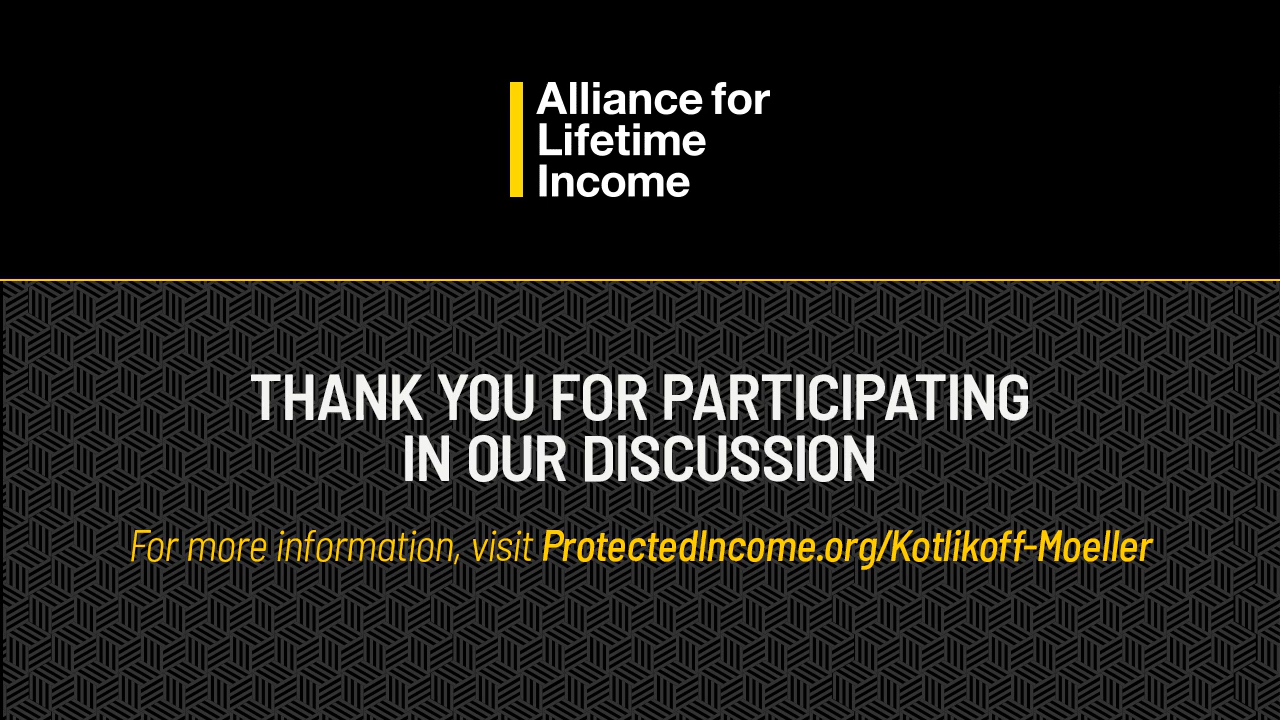 Alliance for
Lifetime
Income
THANK YOU FOR PARTICIPATING
IN OUR DISCUSSION
For more information, visit ProtectedIncome.org/Kotlikoff-Moeller